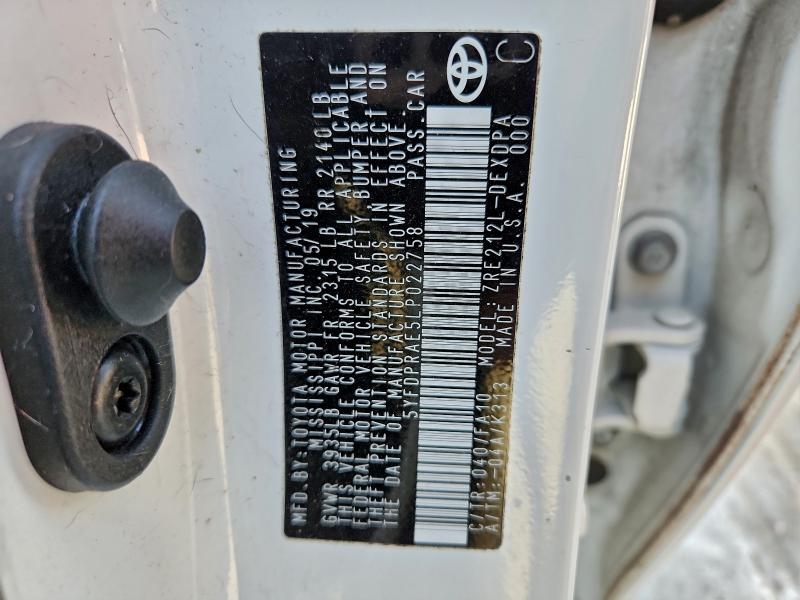 MFD.BY:TOYOTA MOTOR MANUFACTURING
MISSISSIPPI INC. 05/19
GVWR 3935LB GAWR FR 2315 LB RR 2140 LB
THIS VEHICLE CONFORMS TO ALL APPLICABLE
FEDERAL MOTOR VEHICLE SAFETY BUMPER AND
THEFT PREVENTION STANDARDS IN EFFECT ON
THE DATE OF MANUFACTURE SHOWN ABOVE.
5YFDPRAE5LP022758 PASS.CAR
C/TR:040/FA10 MODEL:ZRE212L-DEXDPA
A/TM:-04A/K313 MADE IN U.S.A. 000
C